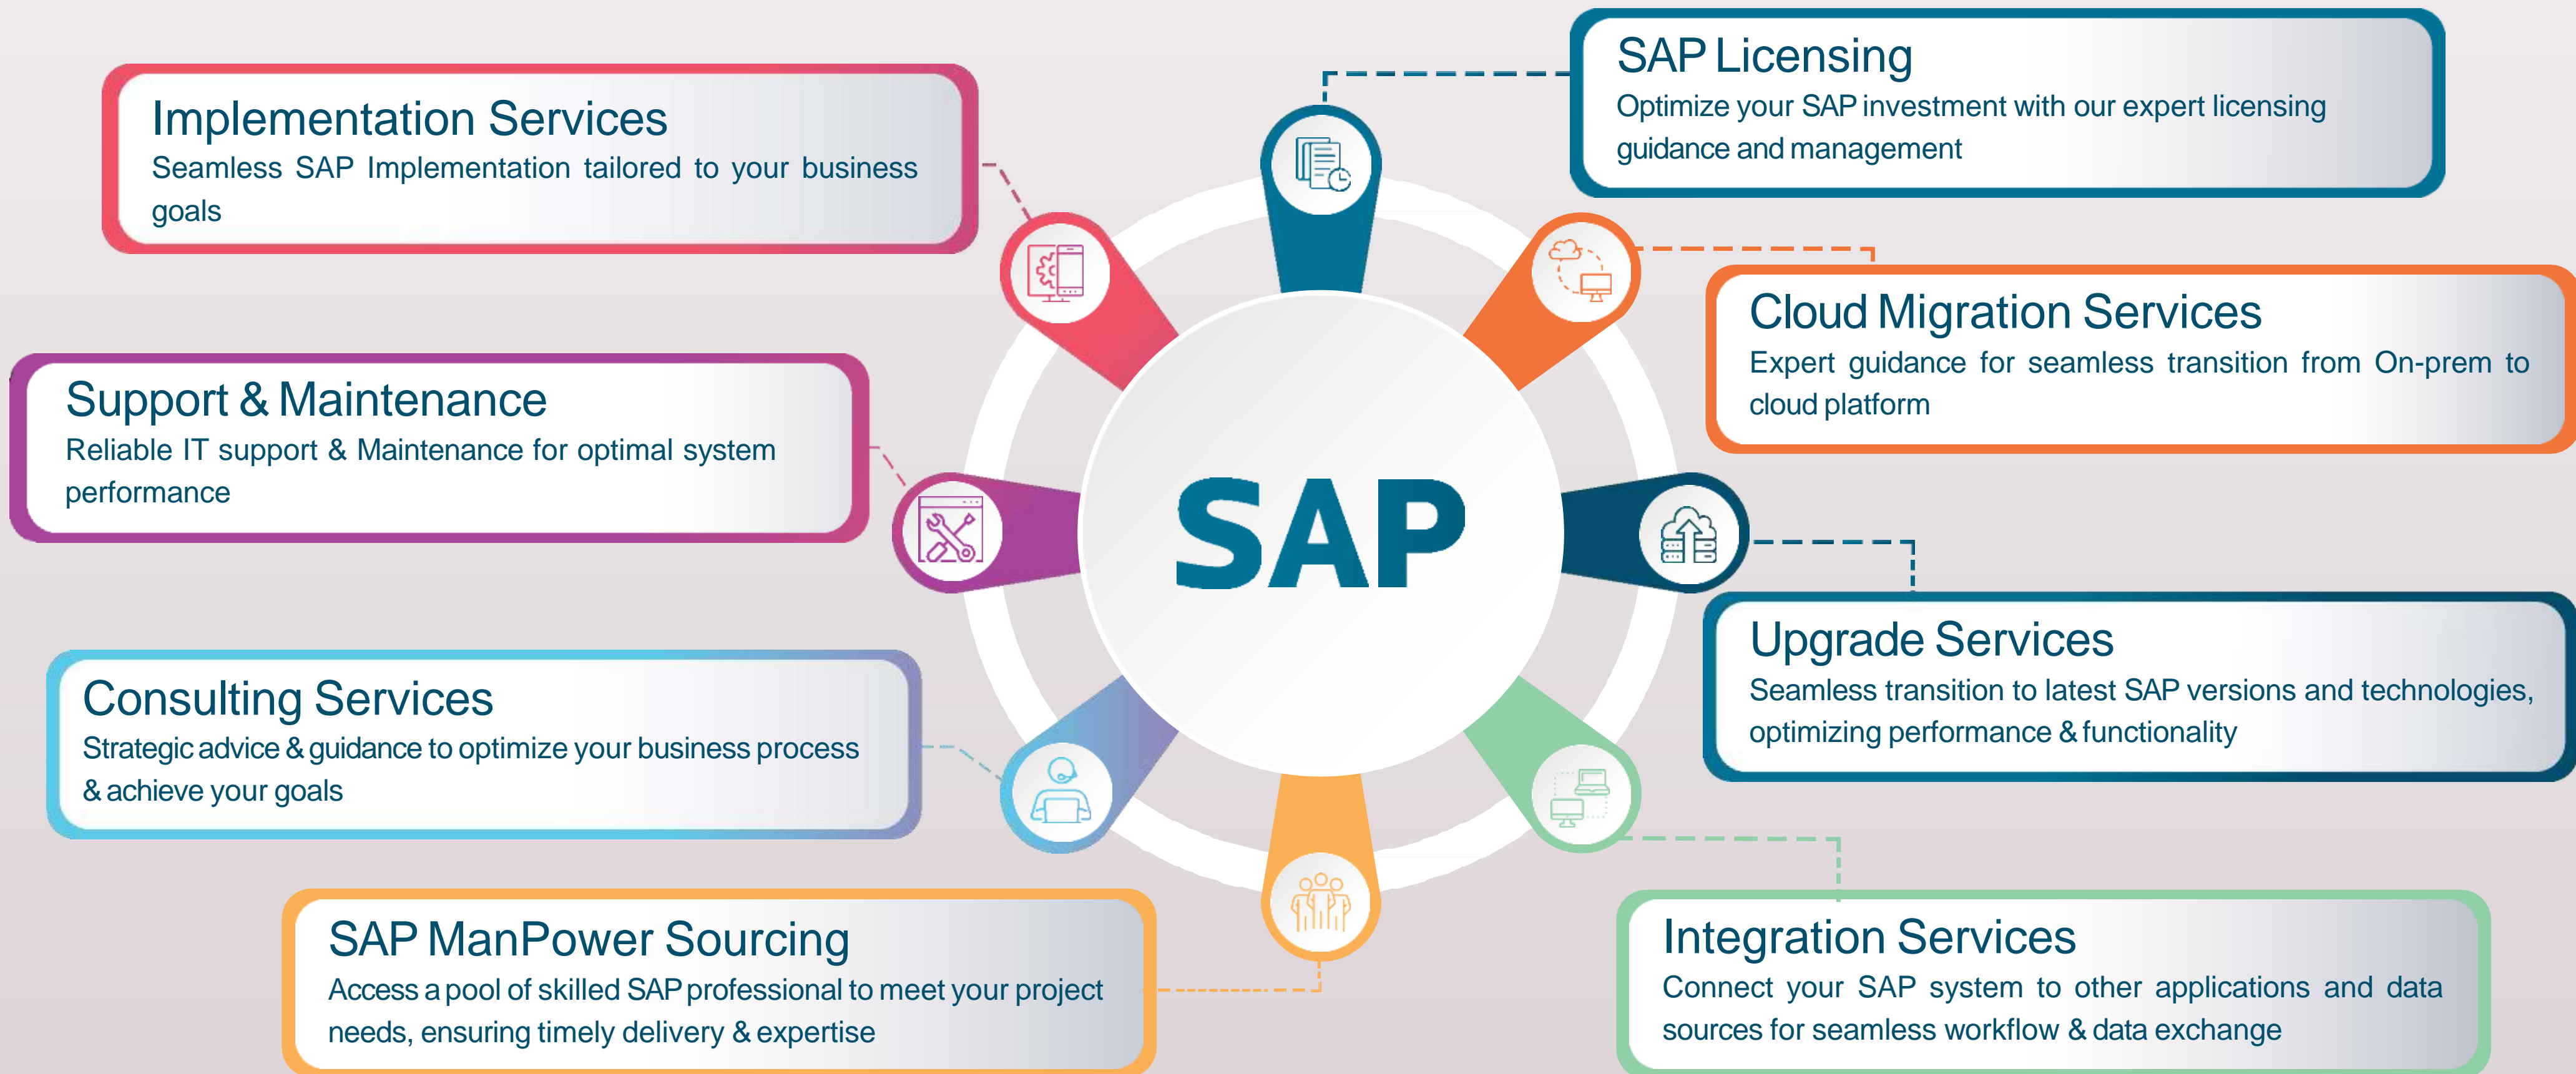 SAP Licensing
Optimize your SAP investment with our expert licensing
guidance and management
Implementation Services
Seamless SAP Implementation tailored to your business
goals
Cloud Migration Services
Expert guidance for seamless transition from On-prem to
cloud platform
Support & Maintenance
Reliable IT support & Maintenance for optimal system
performance
SAP
Upgrade Services
Seamless transition to latest SAP versions and technologies,
optimizing performance & functionality
Consulting Services
Strategic advice & guidance to optimize your business process
& achieve your goals
SAP ManPower Sourcing
Access a pool of skilled SAP professional to meet your project
needs, ensuring timely delivery & expertise
Integration Services
Connect your SAP system to other applications and data
sources for seamless workflow & data exchange